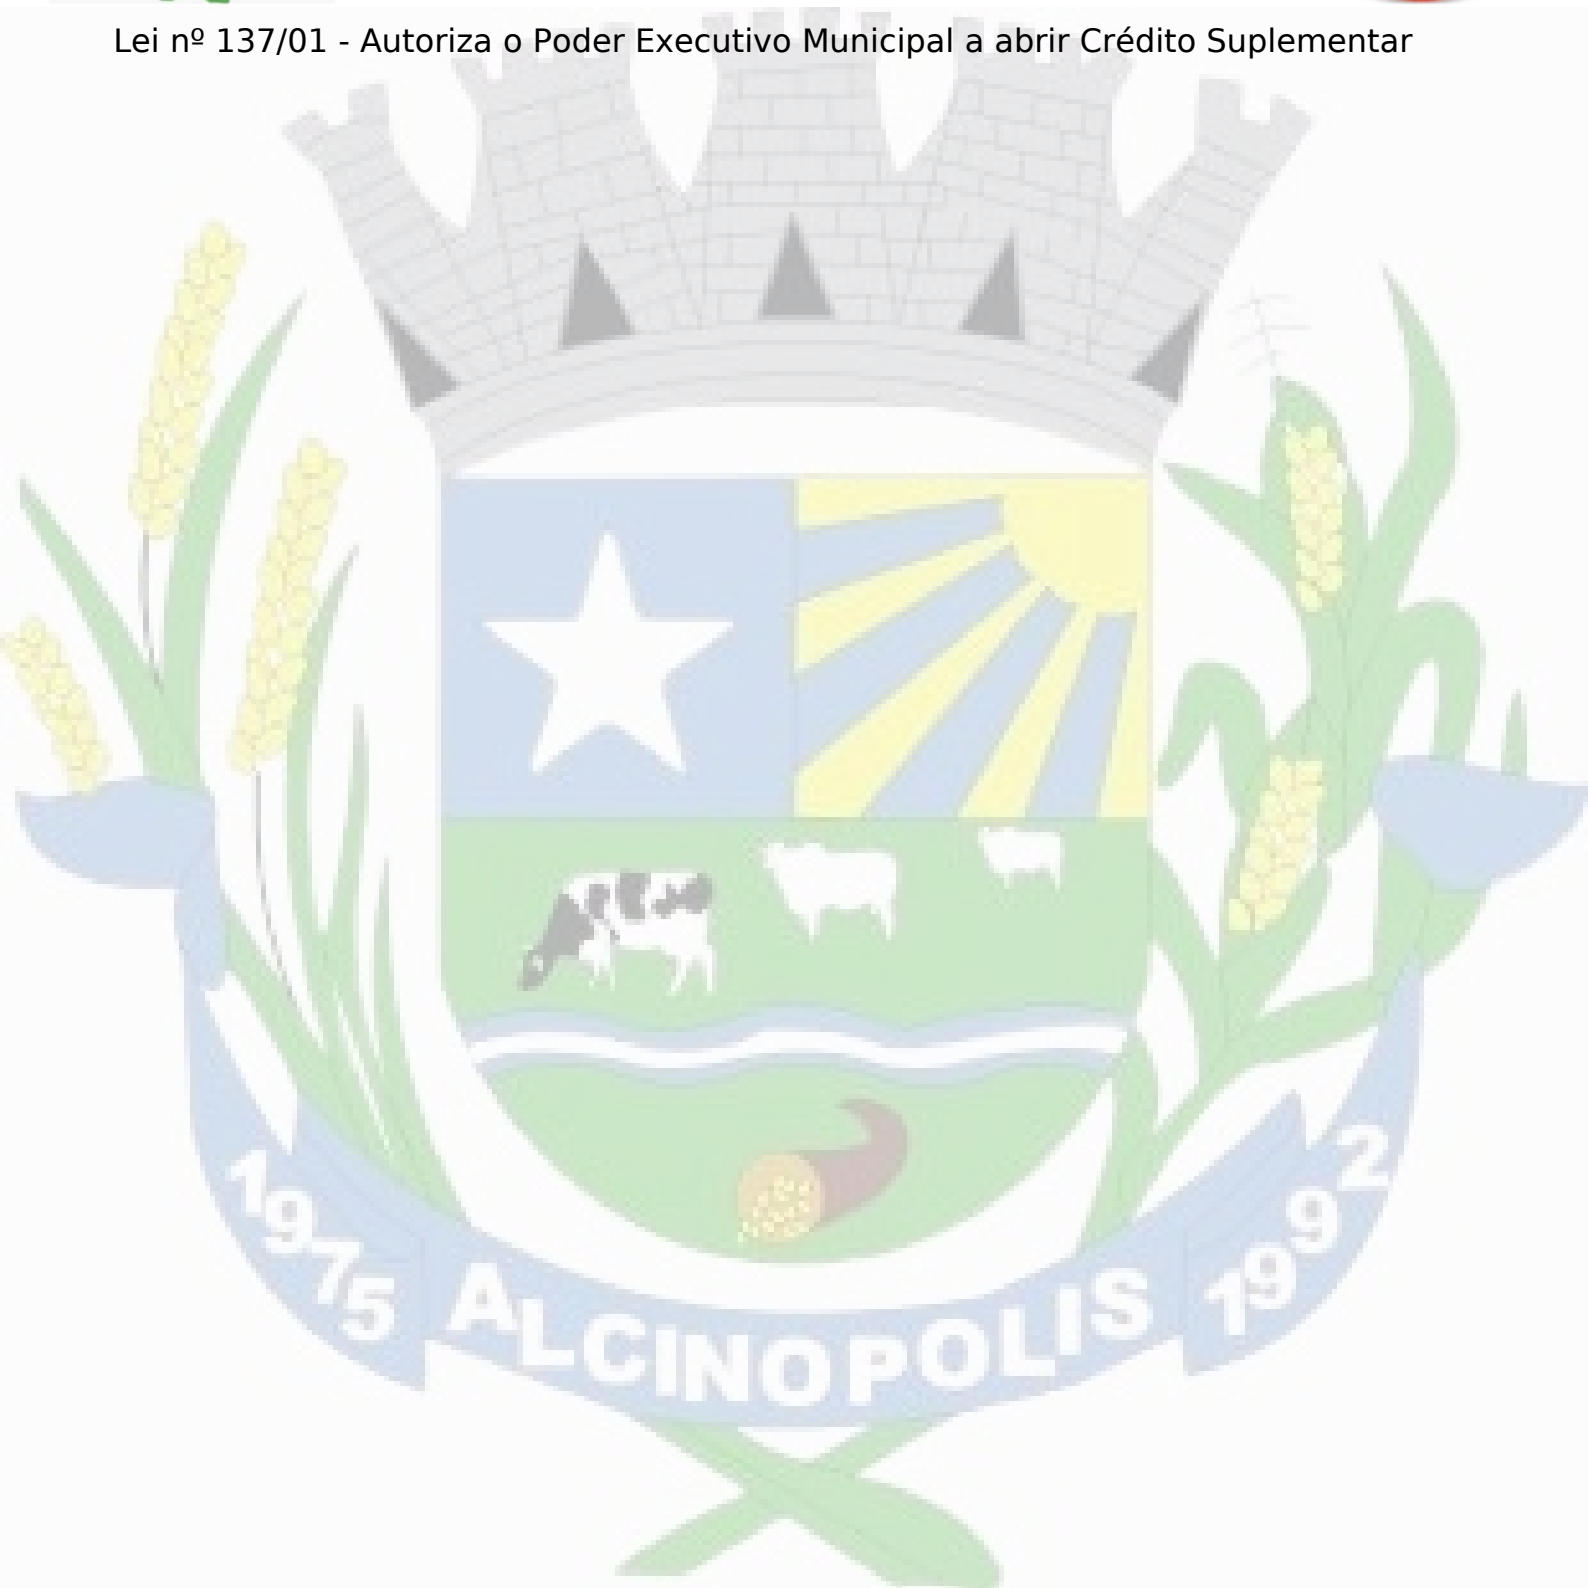 Lei nº 137/01 - Autoriza o Poder Executivo Municipal a abrir Crédito Suplementar
1975 ALCINOPOLIS 1992